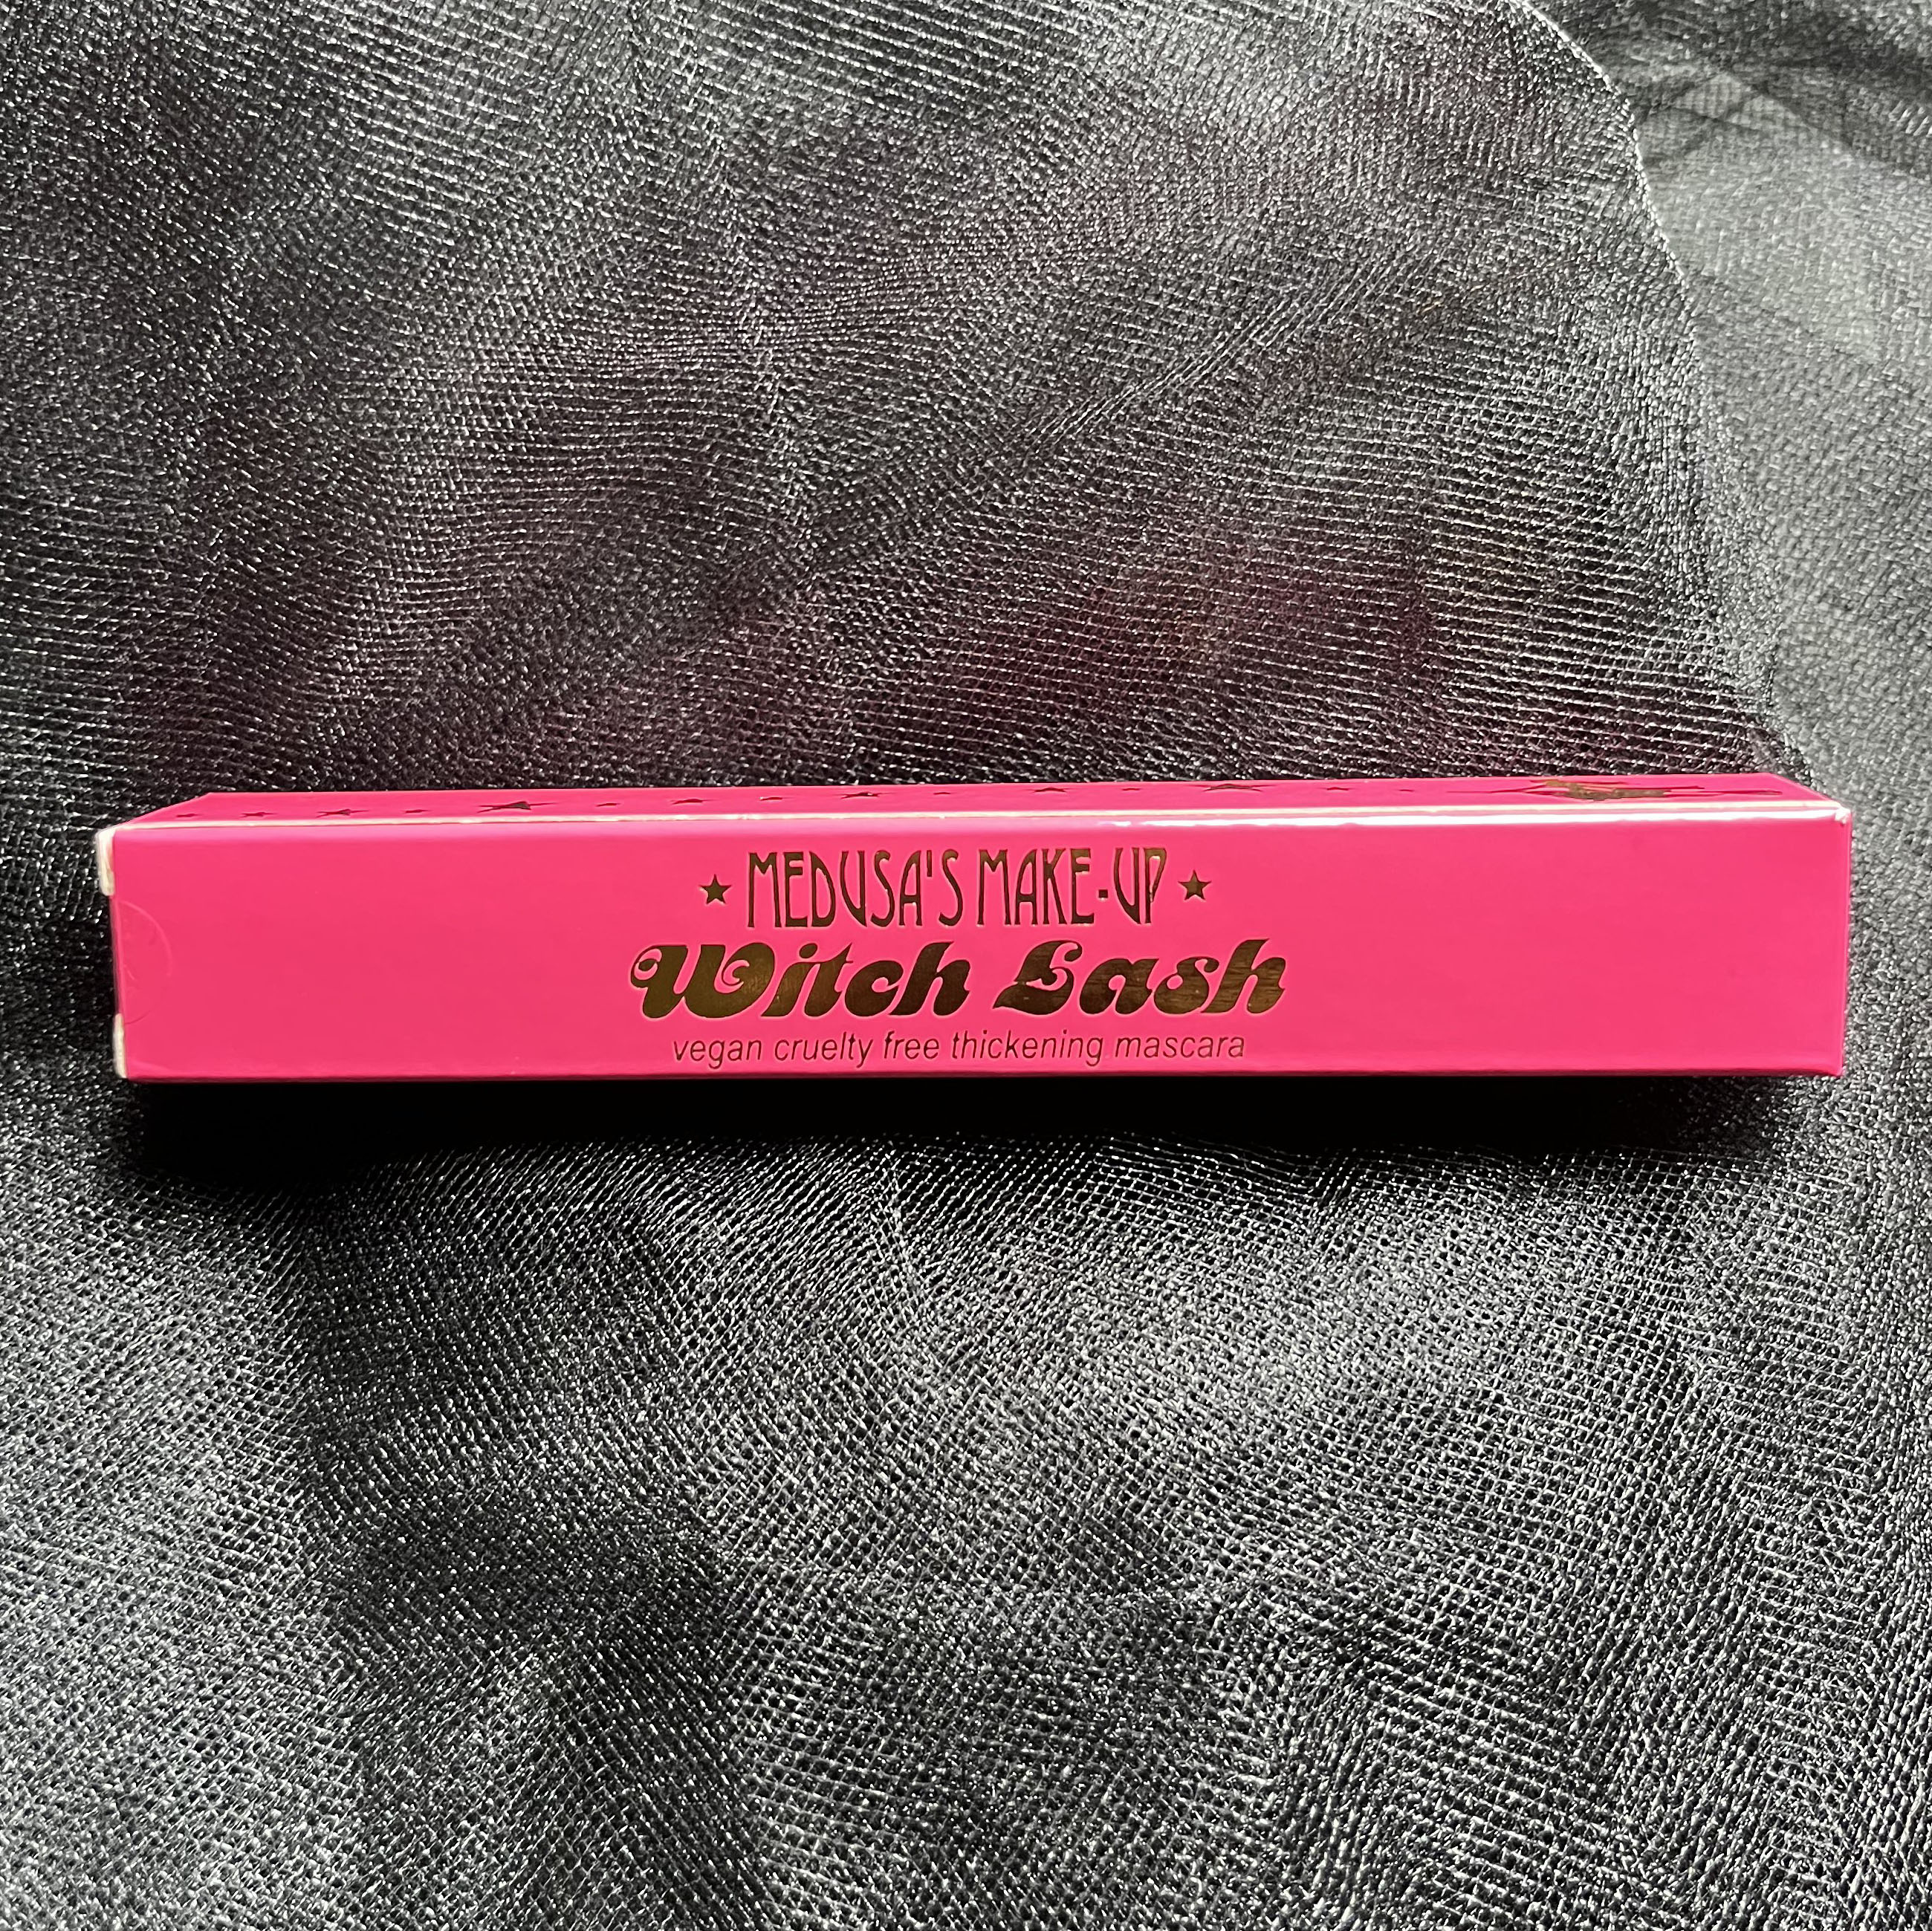 MEDUSA'S MAKE-UP
Witch Lash
vegan cruelty free thickening mascara